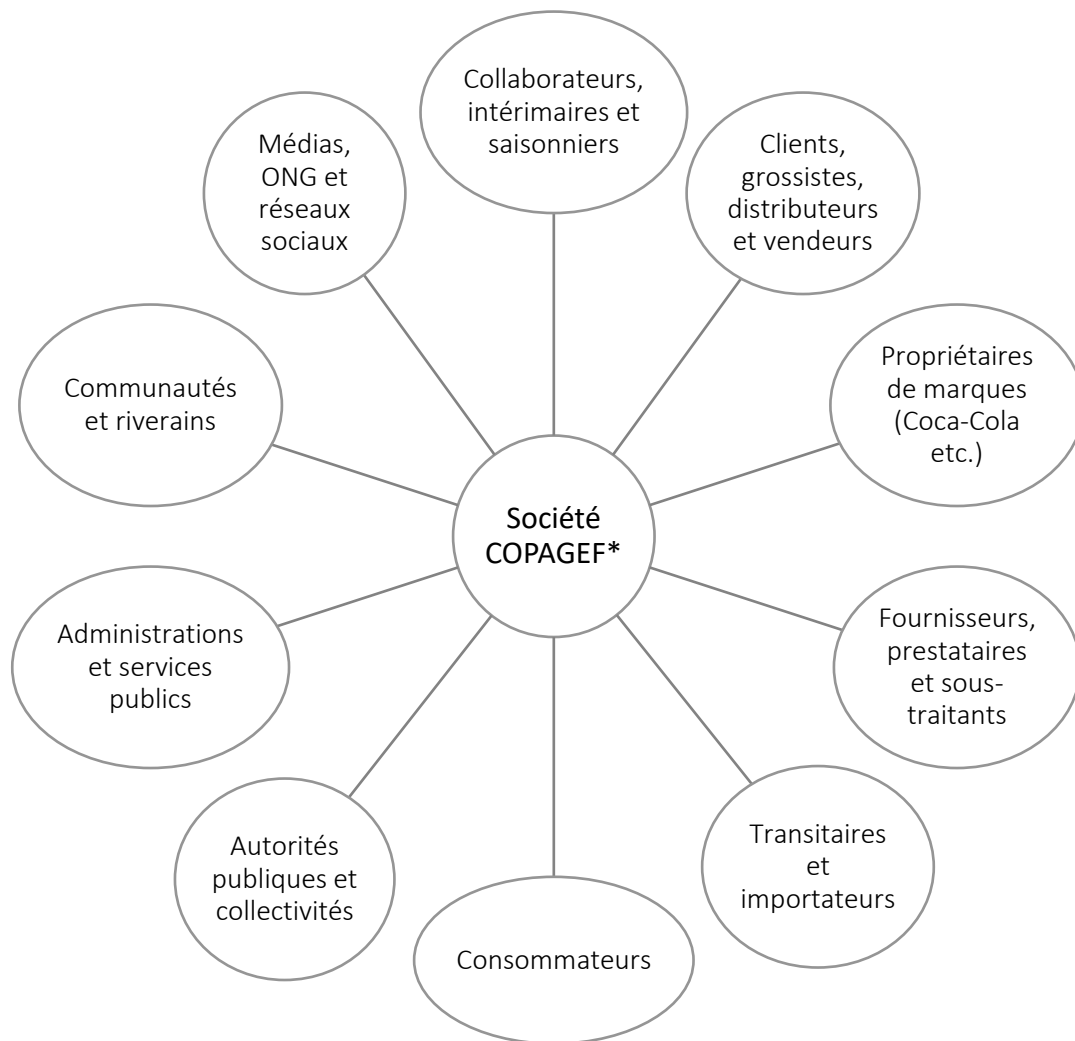 Collaborateurs,
intérimaires et
saisonniers
Clients,
grossistes,
distributeurs
et vendeurs
Propriétaires
de marques
(Coca-Cola
etc.)
Fournisseurs,
prestataires
et sous-
traitants
Transitaires
et
importateurs
Consommateurs
Autorités
publiques et
collectivités
Administrations
et services
publics
Communautés
et riverains
Médias,
ONG et
réseaux
sociaux
Société
COPAGEF*